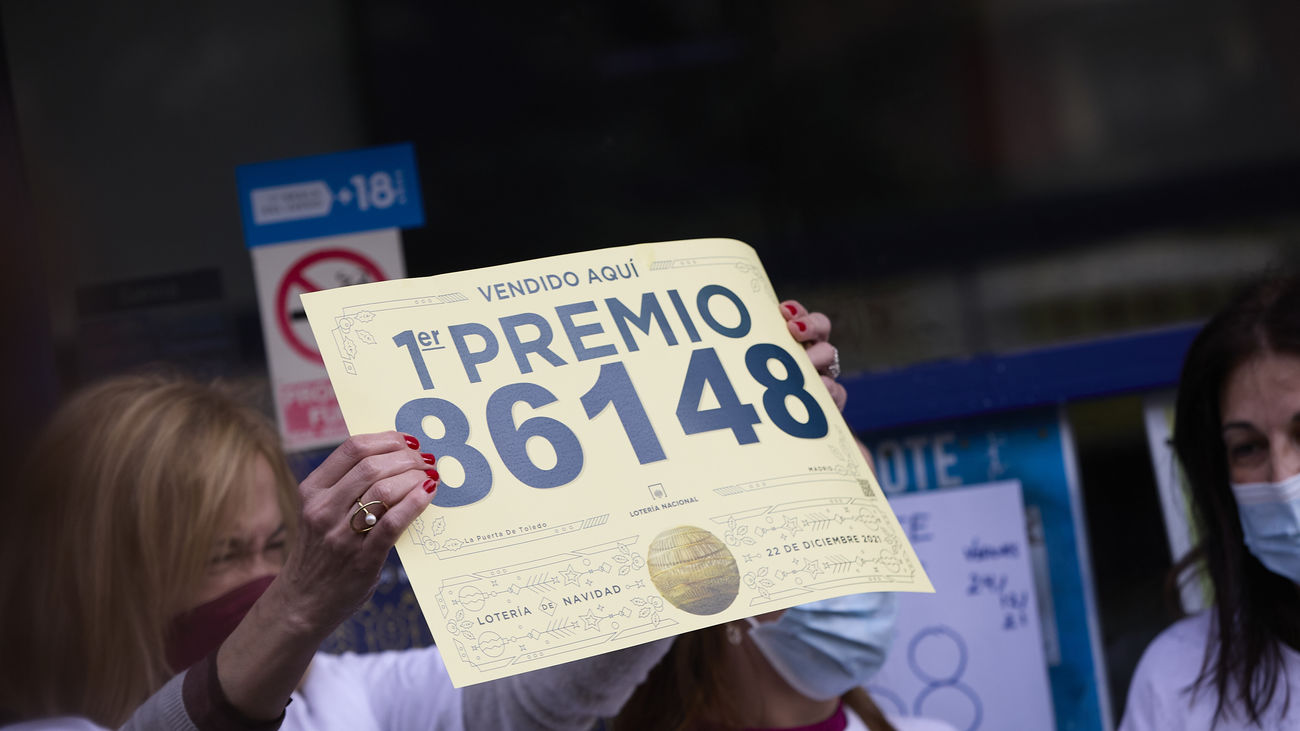 +18
VENDIDO AQUÍ
1er PREMIO
86148
MADRID
LOTERÍA NACIONAL
La Puerta De Toledo
22 DE DICIEMBRE 2021
LOTERÍA DE NAVIDAD
OTE